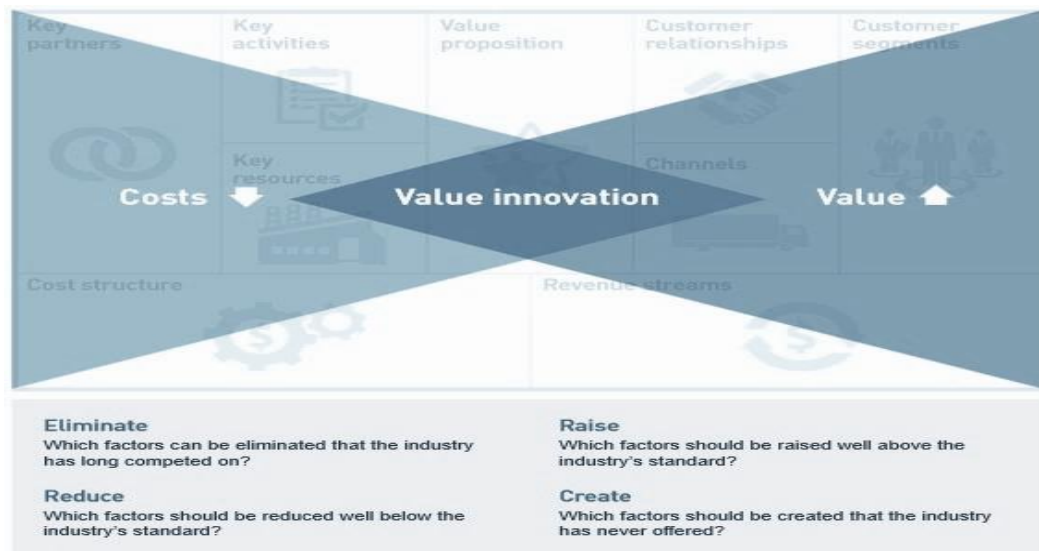 Key
partners
Key
activities
Value
proposition
Customer
relationships
Customer
segments
Key
resources
Channels
Costs
Value innovation
Value
Cost structure
Revenue streams
$
$
Eliminate
Which factors can be eliminated that the industry
has long competed on?
Raise
Which factors should be raised well above the
industry's standard?
Reduce
Which factors should be reduced well below the
industry's standard?
Create
Which factors should be created that the industry
has never offered?